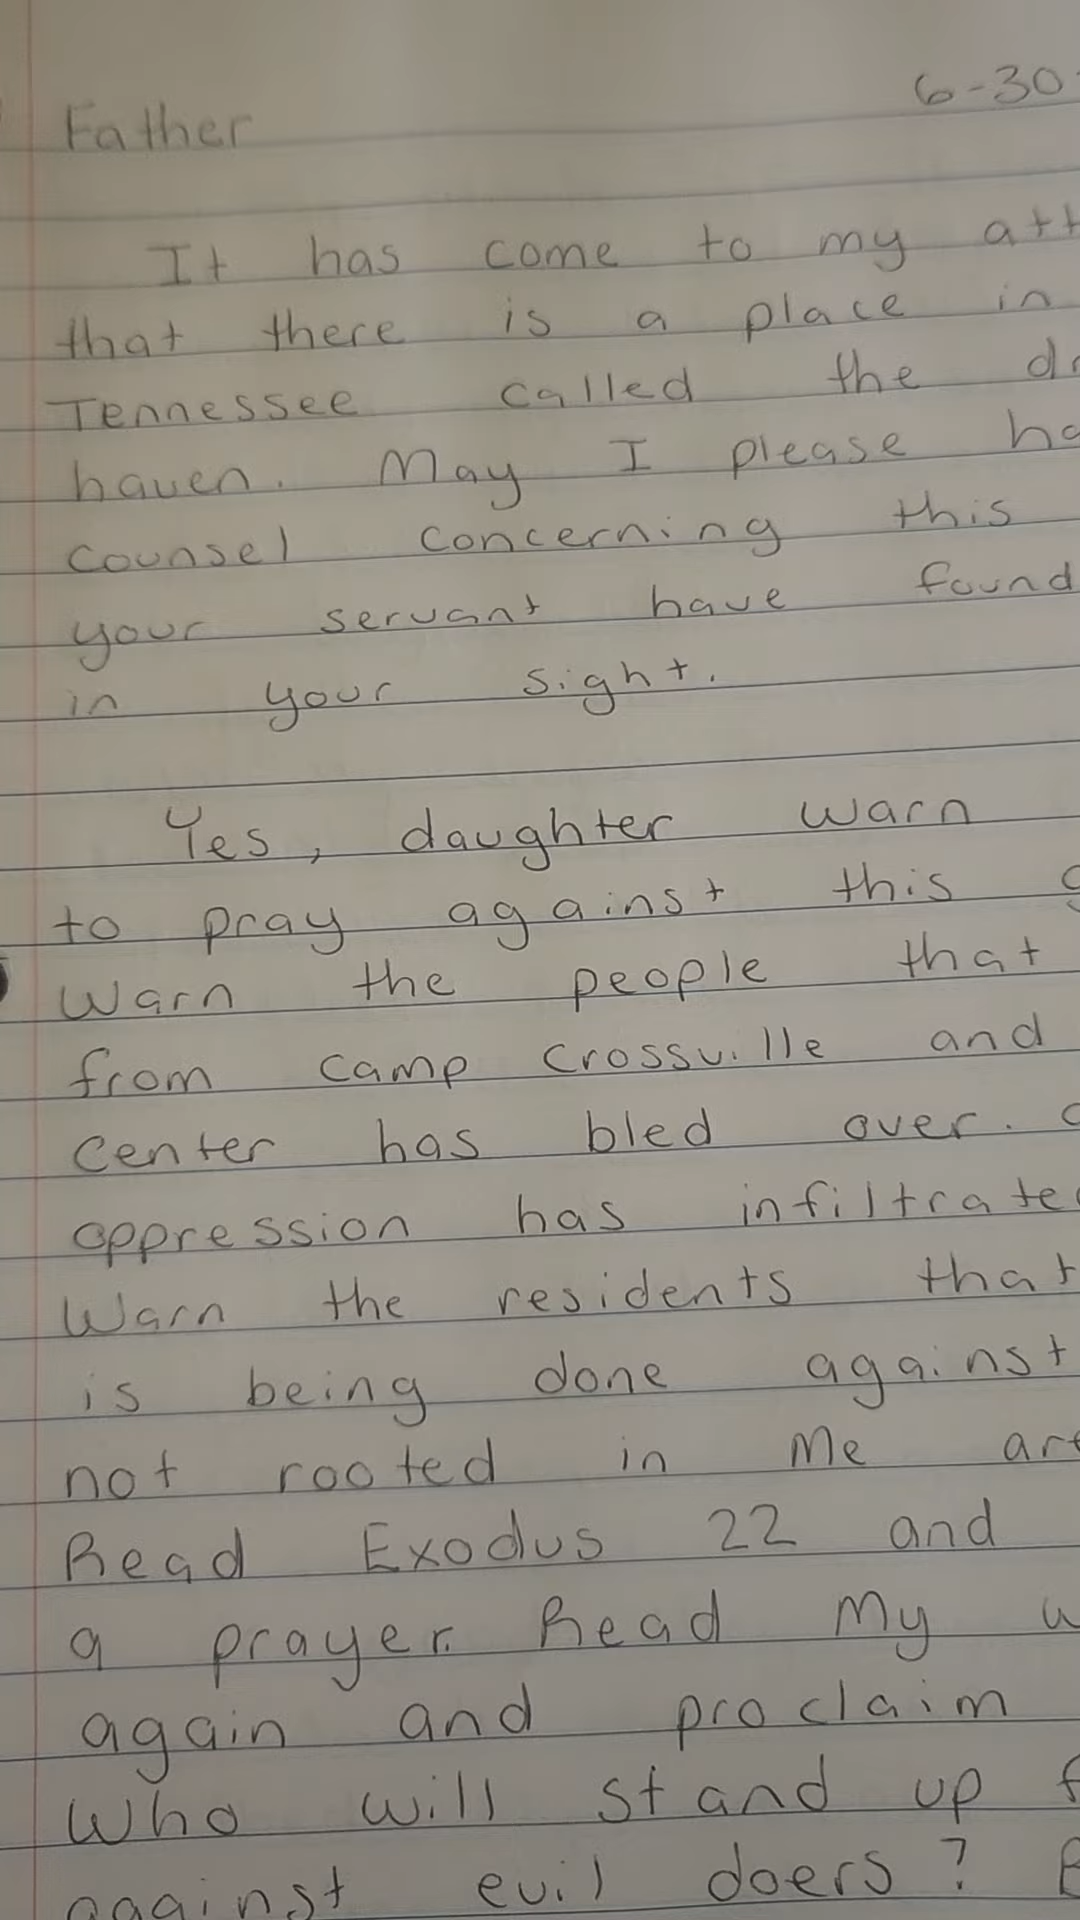 6-30
Father
It has come to my att
that there is a place in
Tennessee called the
haven. May I please
counsel concerning this
your servant have found
in your sight.
Yes, daughter warn
to pray against this
Warn the people that
from camp Crossville and
center has bled over.
oppression has infiltrate
Warn the residents that
is being done against
not rooted in Me
Read Exodus 22 and
a prayer. Read My
again and proclaim
Who will stand up
against evil doers?